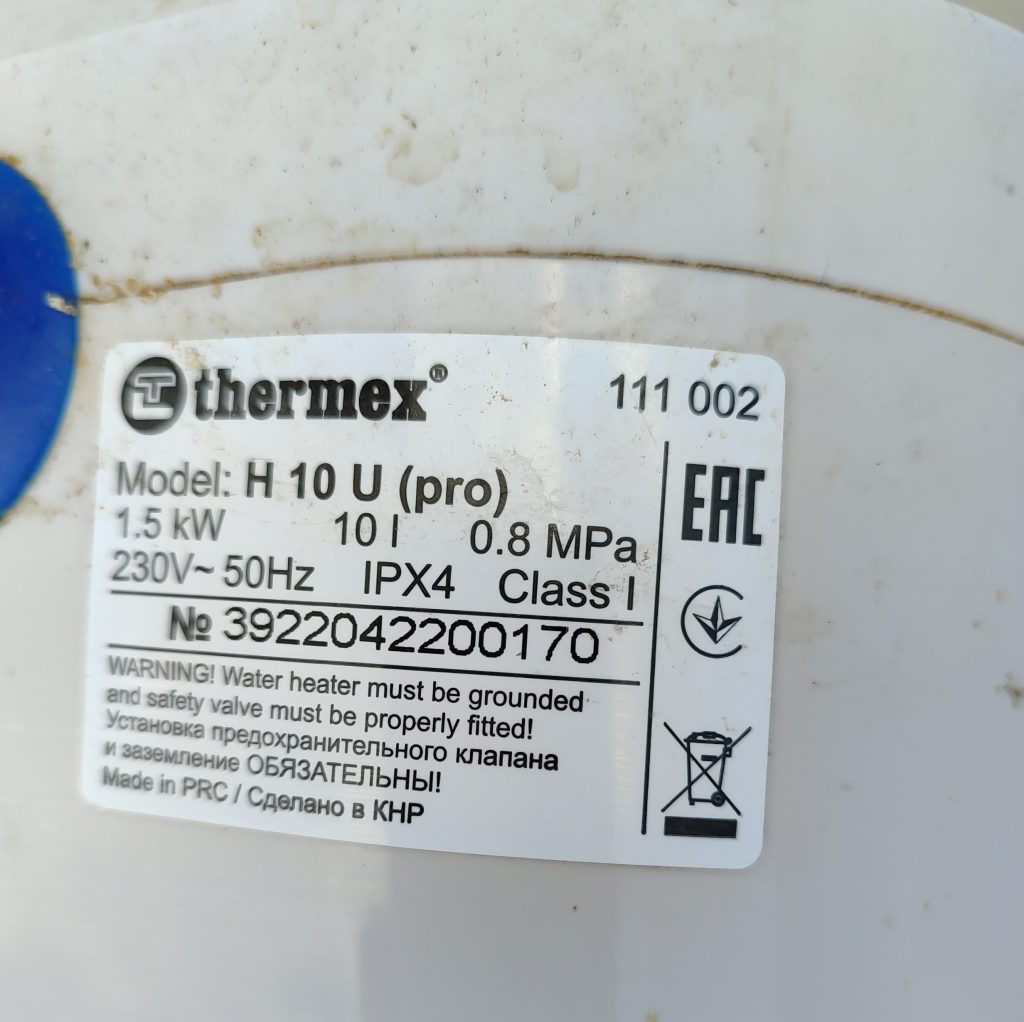 thermex® 111 002
Model: H 10 U (pro)
1.5 kW 10 l 0.8 MPa
230V~ 50Hz IPX4 Class I
№ 3922042200170
WARNING! Water heater must be grounded
and safety valve must be properly fitted!
Установка предохранительного клапана
и заземление ОБЯЗАТЕЛЬНЫ!
Made in PRC / Сделано в КНР
EAC